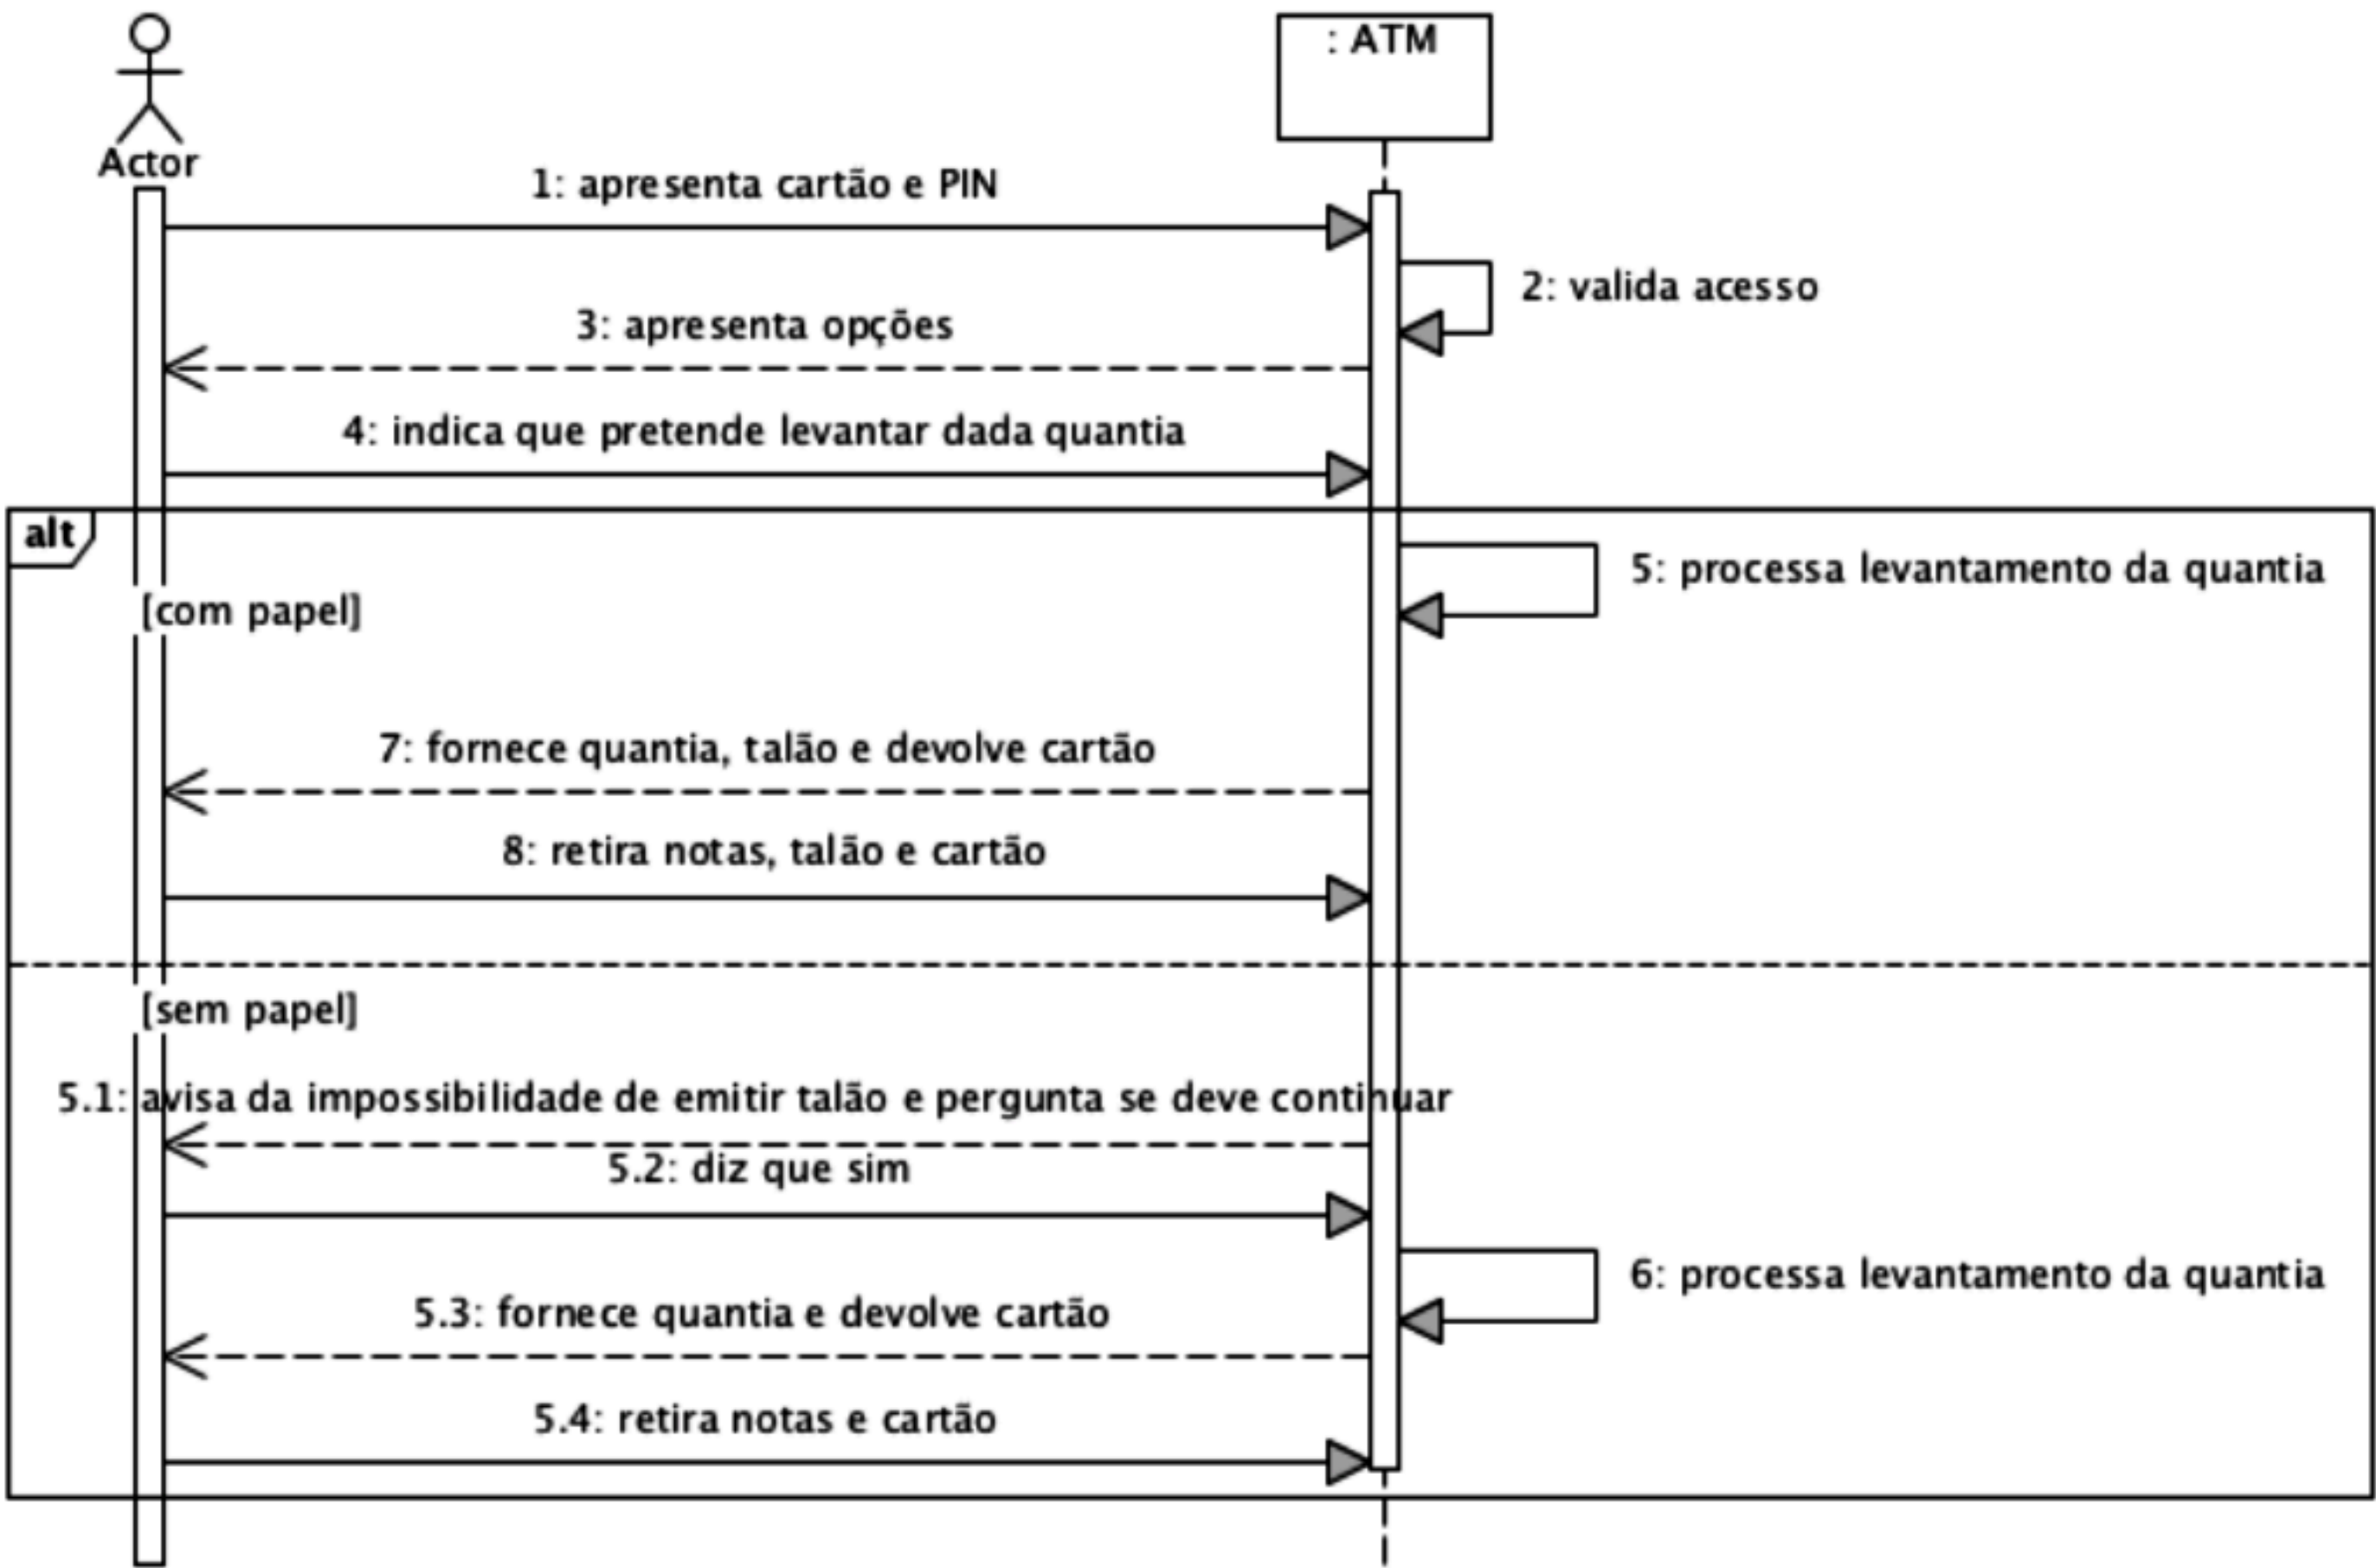 : ATM
Actor
1: apresenta cartão e PIN
2: valida acesso
3: apresenta opções
4: indica que pretende levantar dada quantia
alt
5: processa levantamento da quantia
[com papel]
7: fornece quantia, talão e devolve cartão
8: retira notas, talão e cartão
[sem papel]
5.1: avisa da impossibilidade de emitir talão e pergunta se deve continuar
5.2: diz que sim
6: processa levantamento da quantia
5.3: fornece quantia e devolve cartão
5.4: retira notas e cartão